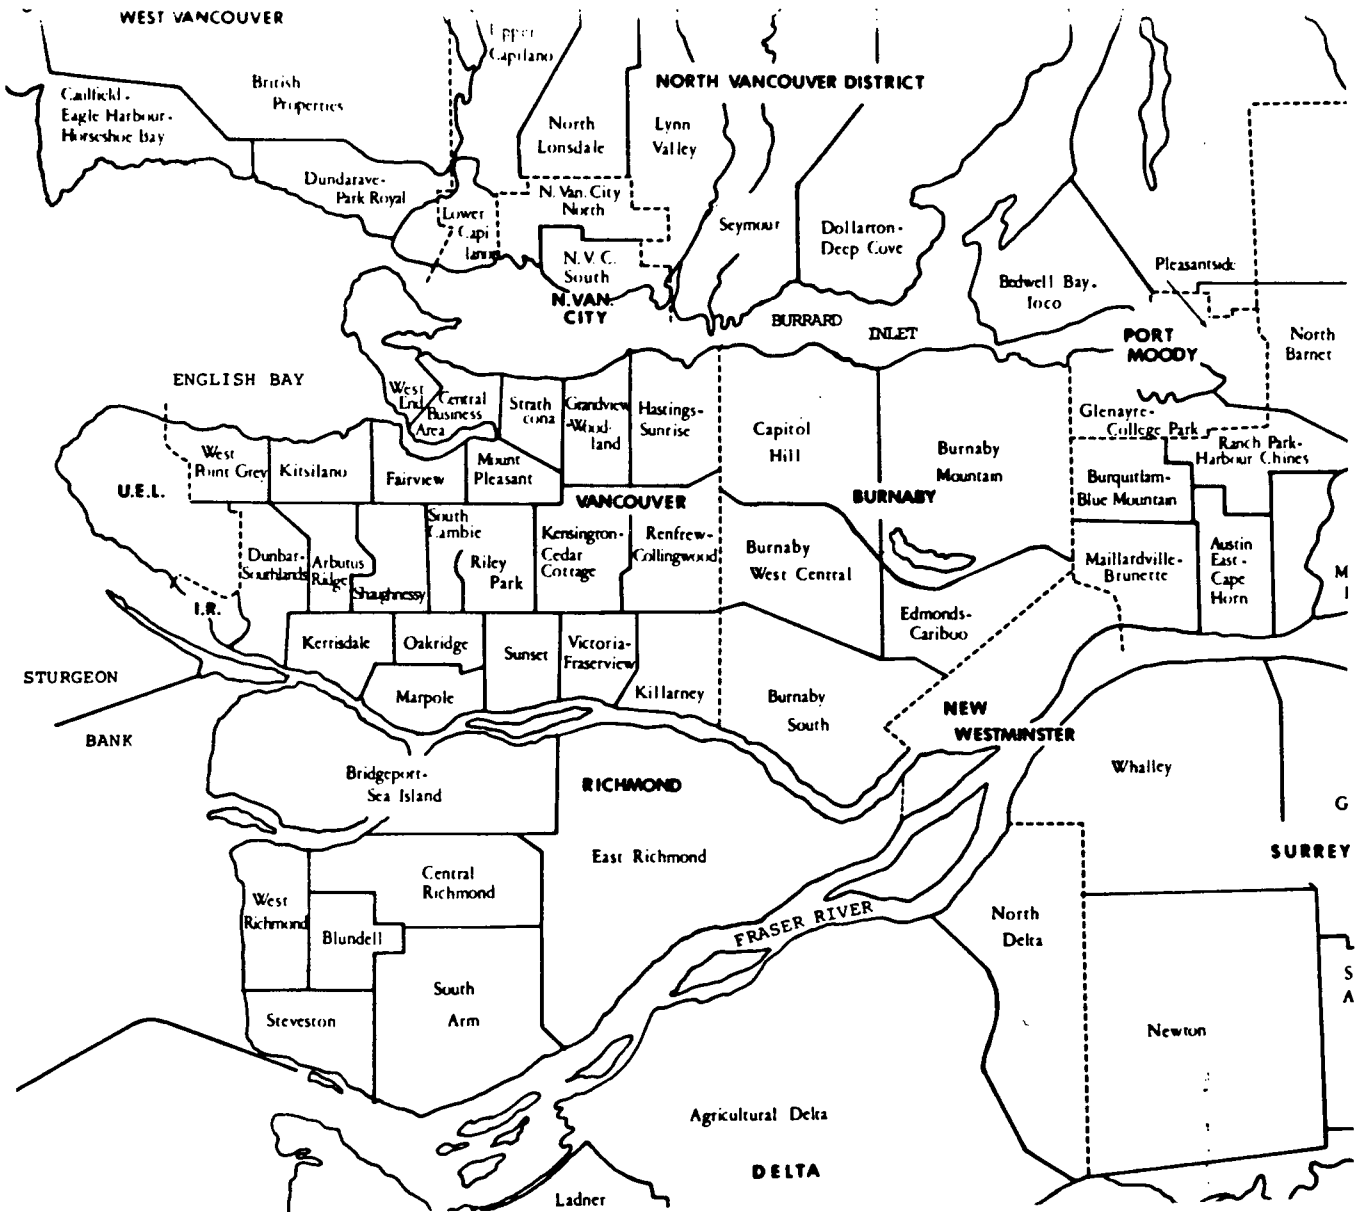 WEST VANCOUVER
Upper
Capilano
British
Properties
NORTH VANCOUVER DISTRICT
Caulfield-
Eagle Harbour-
Horseshoe Bay
North
Lonsdale
Lynn
Valley
Dundarave-
Park Royal
N. Van. City
North
Lower
Capi
lano
Seymour
Dollarton-
Deep Cove
N. V. C.
South
Pleasantside
Bedwell Bay-
Ioco
N. VAN.
CITY
BURRARD INLET
PORT
MOODY
North
Barnet
ENGLISH BAY
West
End
Central
Business
Area
Strath
cona
Grandview
-Wood-
land
Hastings-
Sunrise
Capitol
Hill
Burnaby
Mountain
Glenayre-
College Park
Ranch Park-
Harbour Chines
West
Point Grey
Kitsilano
Fairview
Mount
Pleasant
Burquitlam-
Blue Mountain
U.E.L.
VANCOUVER
BURNABY
South
Cambie
Dunbar-
Southlands
Arbutus
Ridge
Shaughnessy
Riley
Park
Kensington-
Cedar
Cottage
Renfrew-
Collingwood
Burnaby
West Central
Maillardville-
Brunette
Austin
East-
Cape
Horn
M
I.R.
Edmonds-
Cariboo
Kerrisdale
Oakridge
Sunset
Victoria-
Fraserview
Killarney
STURGEON
BANK
Marpole
Burnaby
South
NEW
WESTMINSTER
Whalley
Bridgeport-
Sea Island
RICHMOND
G
SURREY
East Richmond
Central
Richmond
West
Richmond
Blundell
FRASER RIVER
North
Delta
S
A
South
Arm
Steveston
Newton
Agricultural Delta
DELTA
Ladner